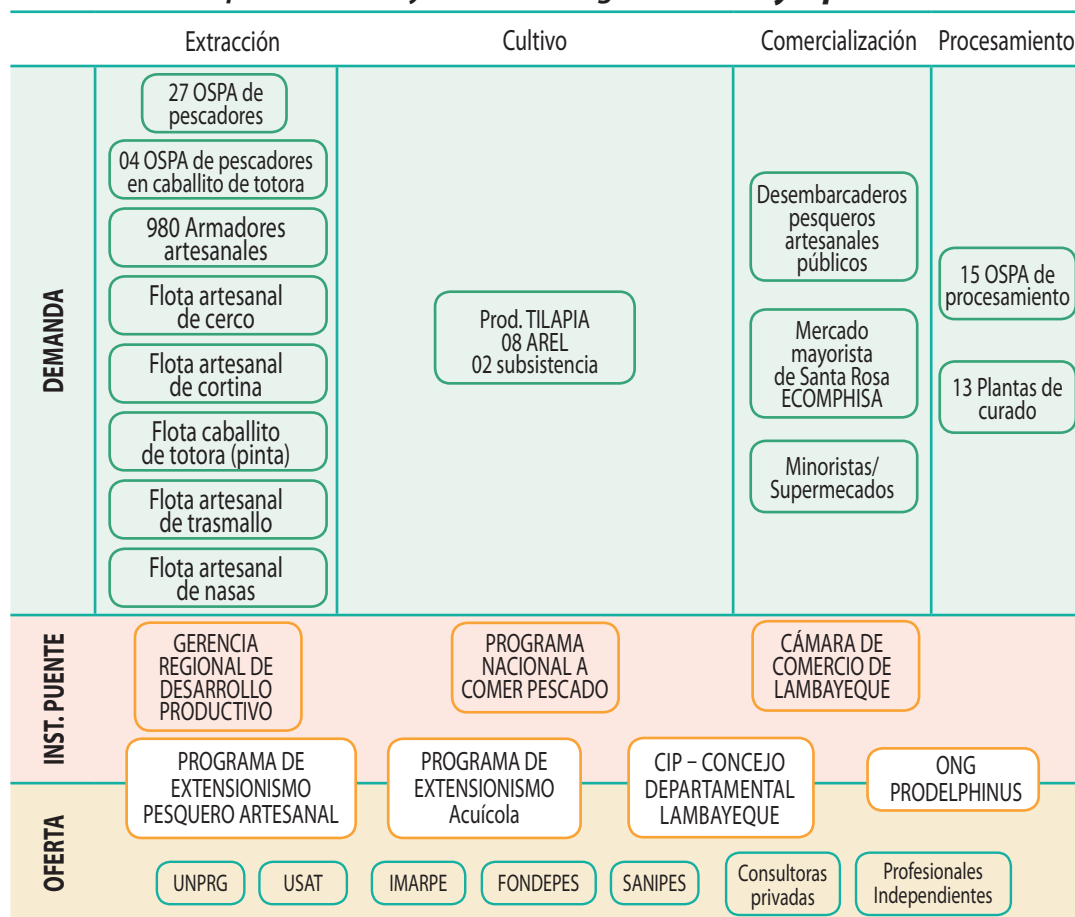 Extracción
Cultivo
Comercialización
Procesamiento
DEMANDA
27 OSPA de
pescadores
04 OSPA de pescadores
en caballito de totora
980 Armadores
artesanales
Flota artesanal
de cerco
Flota artesanal
de cortina
Flota caballito
de totora (pinta)
Flota artesanal
de trasmallo
Flota artesanal
de nasas
Prod. TILAPIA
08 AREL
02 subsistencia
Desembarcaderos
pesqueros
artesanales
públicos
Mercado
mayorista
de Santa Rosa
ECOMPHISA
Minoristas/
Supermecados
15 OSPA de
procesamiento
13 Plantas de
curado
INST. PUENTE
GERENCIA
REGIONAL DE
DESARROLLO
PRODUCTIVO
PROGRAMA
NACIONAL A
COMER PESCADO
CÁMARA DE
COMERCIO DE
LAMBAYEQUE
PROGRAMA DE
EXTENSIONISMO
PESQUERO ARTESANAL
PROGRAMA DE
EXTENSIONISMO
Acuícola
CIP – CONCEJO
DEPARTAMENTAL
LAMBAYEQUE
ONG
PRODELPHINUS
OFERTA
UNPRG
USAT
IMARPE
FONDEPES
SANIPES
Consultoras
privadas
Profesionales
Independientes